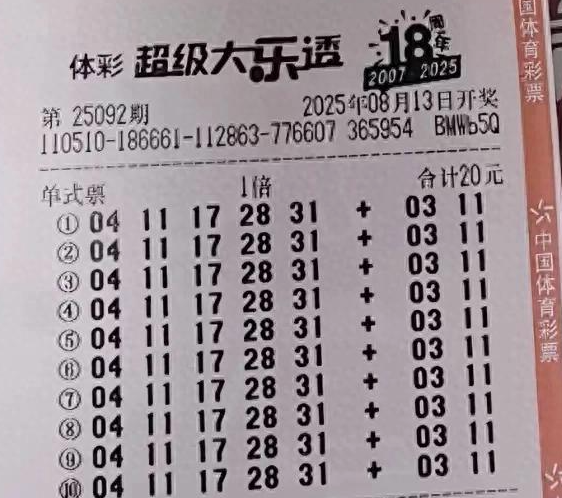 体彩 超级大乐透 18周年
2007-2025
第 25092期 2025年08月13日开奖
110510-186661-112863-776607 365954 BMWb5Q
单式票 1倍 合计20元
① 04 11 17 28 31 + 03 11
② 04 11 17 28 31 + 03 11
③ 04 11 17 28 31 + 03 11
④ 04 11 17 28 31 + 03 11
⑤ 04 11 17 28 31 + 03 11
⑥ 04 11 17 28 31 + 03 11
⑦ 04 11 17 28 31 + 03 11
⑧ 04 11 17 28 31 + 03 11
⑨ 04 11 17 28 31 + 03 11
⑩ 04 11 17 28 31 + 03 11
国体育彩票
中国体育彩票